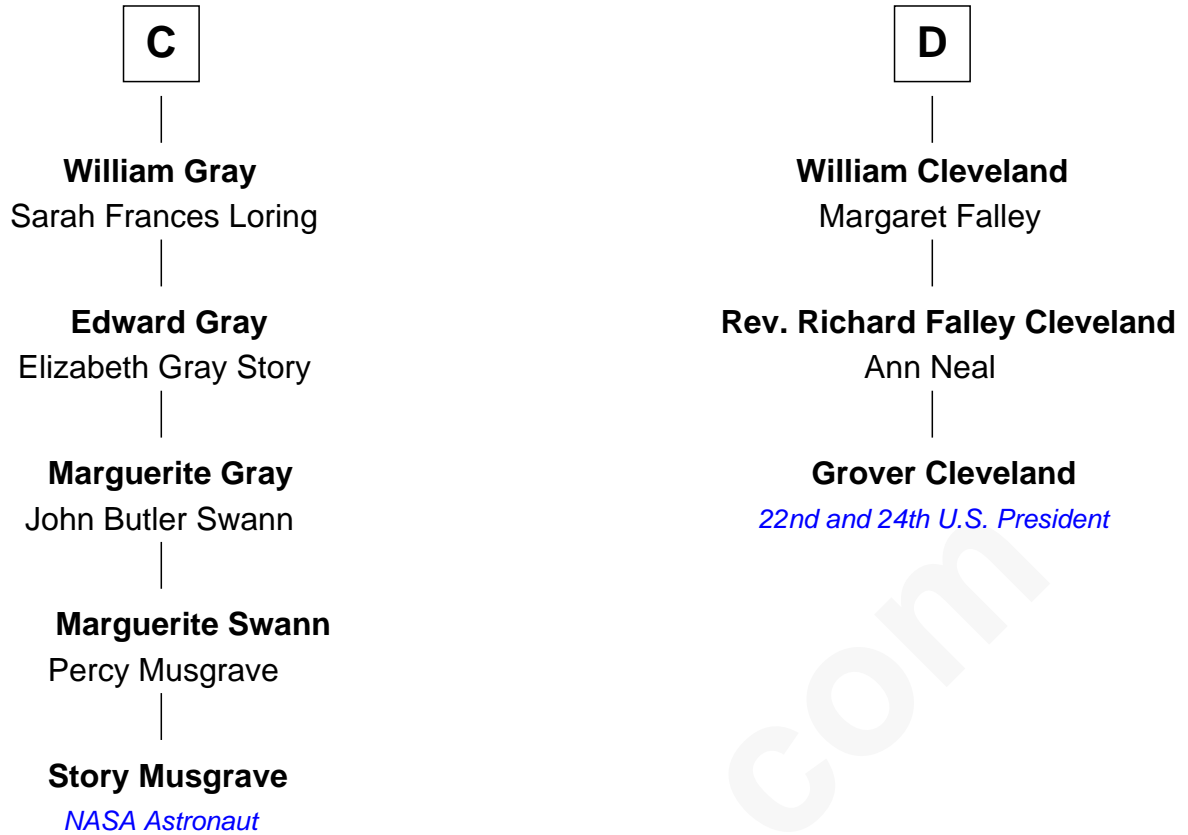 C
William Gray
Sarah Frances Loring
Edward Gray
Elizabeth Gray Story
Marguerite Gray
John Butler Swann
Marguerite Swann
Percy Musgrave
Story Musgrave
NASA Astronaut
D
William Cleveland
Margaret Falley
Rev. Richard Falley Cleveland
Ann Neal
Grover Cleveland
22nd and 24th U.S. President
com